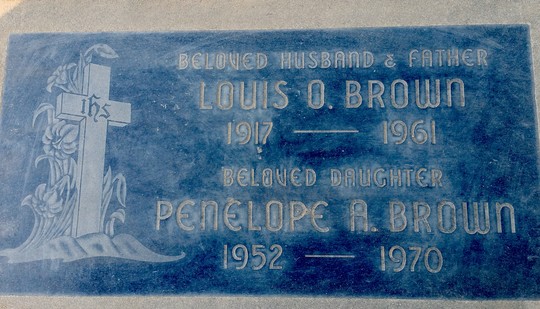 BELOVED HUSBAND & FATHER
LOUIS O. BROWN
1917 — 1961
BELOVED DAUGHTER
PENELOPE A. BROWN
1952 — 1970
ihs